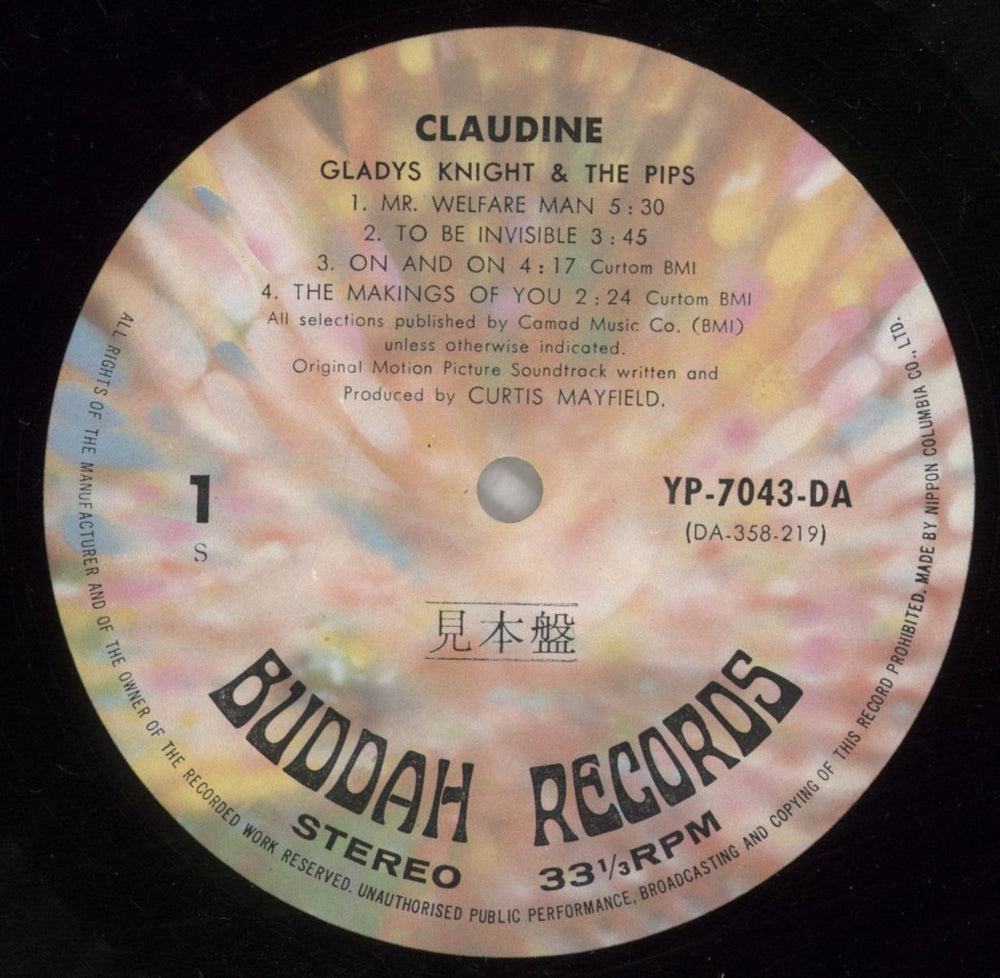 CLAUDINE
GLADYS KNIGHT & THE PIPS
1. MR. WELFARE MAN 5:30
2. TO BE INVISIBLE 3:45
3. ON AND ON 4:17 Curtom BMI
4. THE MAKINGS OF YOU 2:24 Curtom BMI
All selections published by Camad Music Co. (BMI)
unless otherwise indicated.
Original Motion Picture Soundtrack written and
Produced by CURTIS MAYFIELD.
1
S
YP-7043-DA
(DA-358-219)
見本盤
BUDDAH RECORDS
STEREO 33 1/3 RPM
ALL RIGHTS OF THE MANUFACTURER AND OF THE OWNER OF THE RECORDED WORK RESERVED. UNAUTHORISED PUBLIC PERFORMANCE, BROADCASTING AND COPYING OF THIS RECORD PROHIBITED. MADE BY NIPPON COLUMBIA CO., LTD.